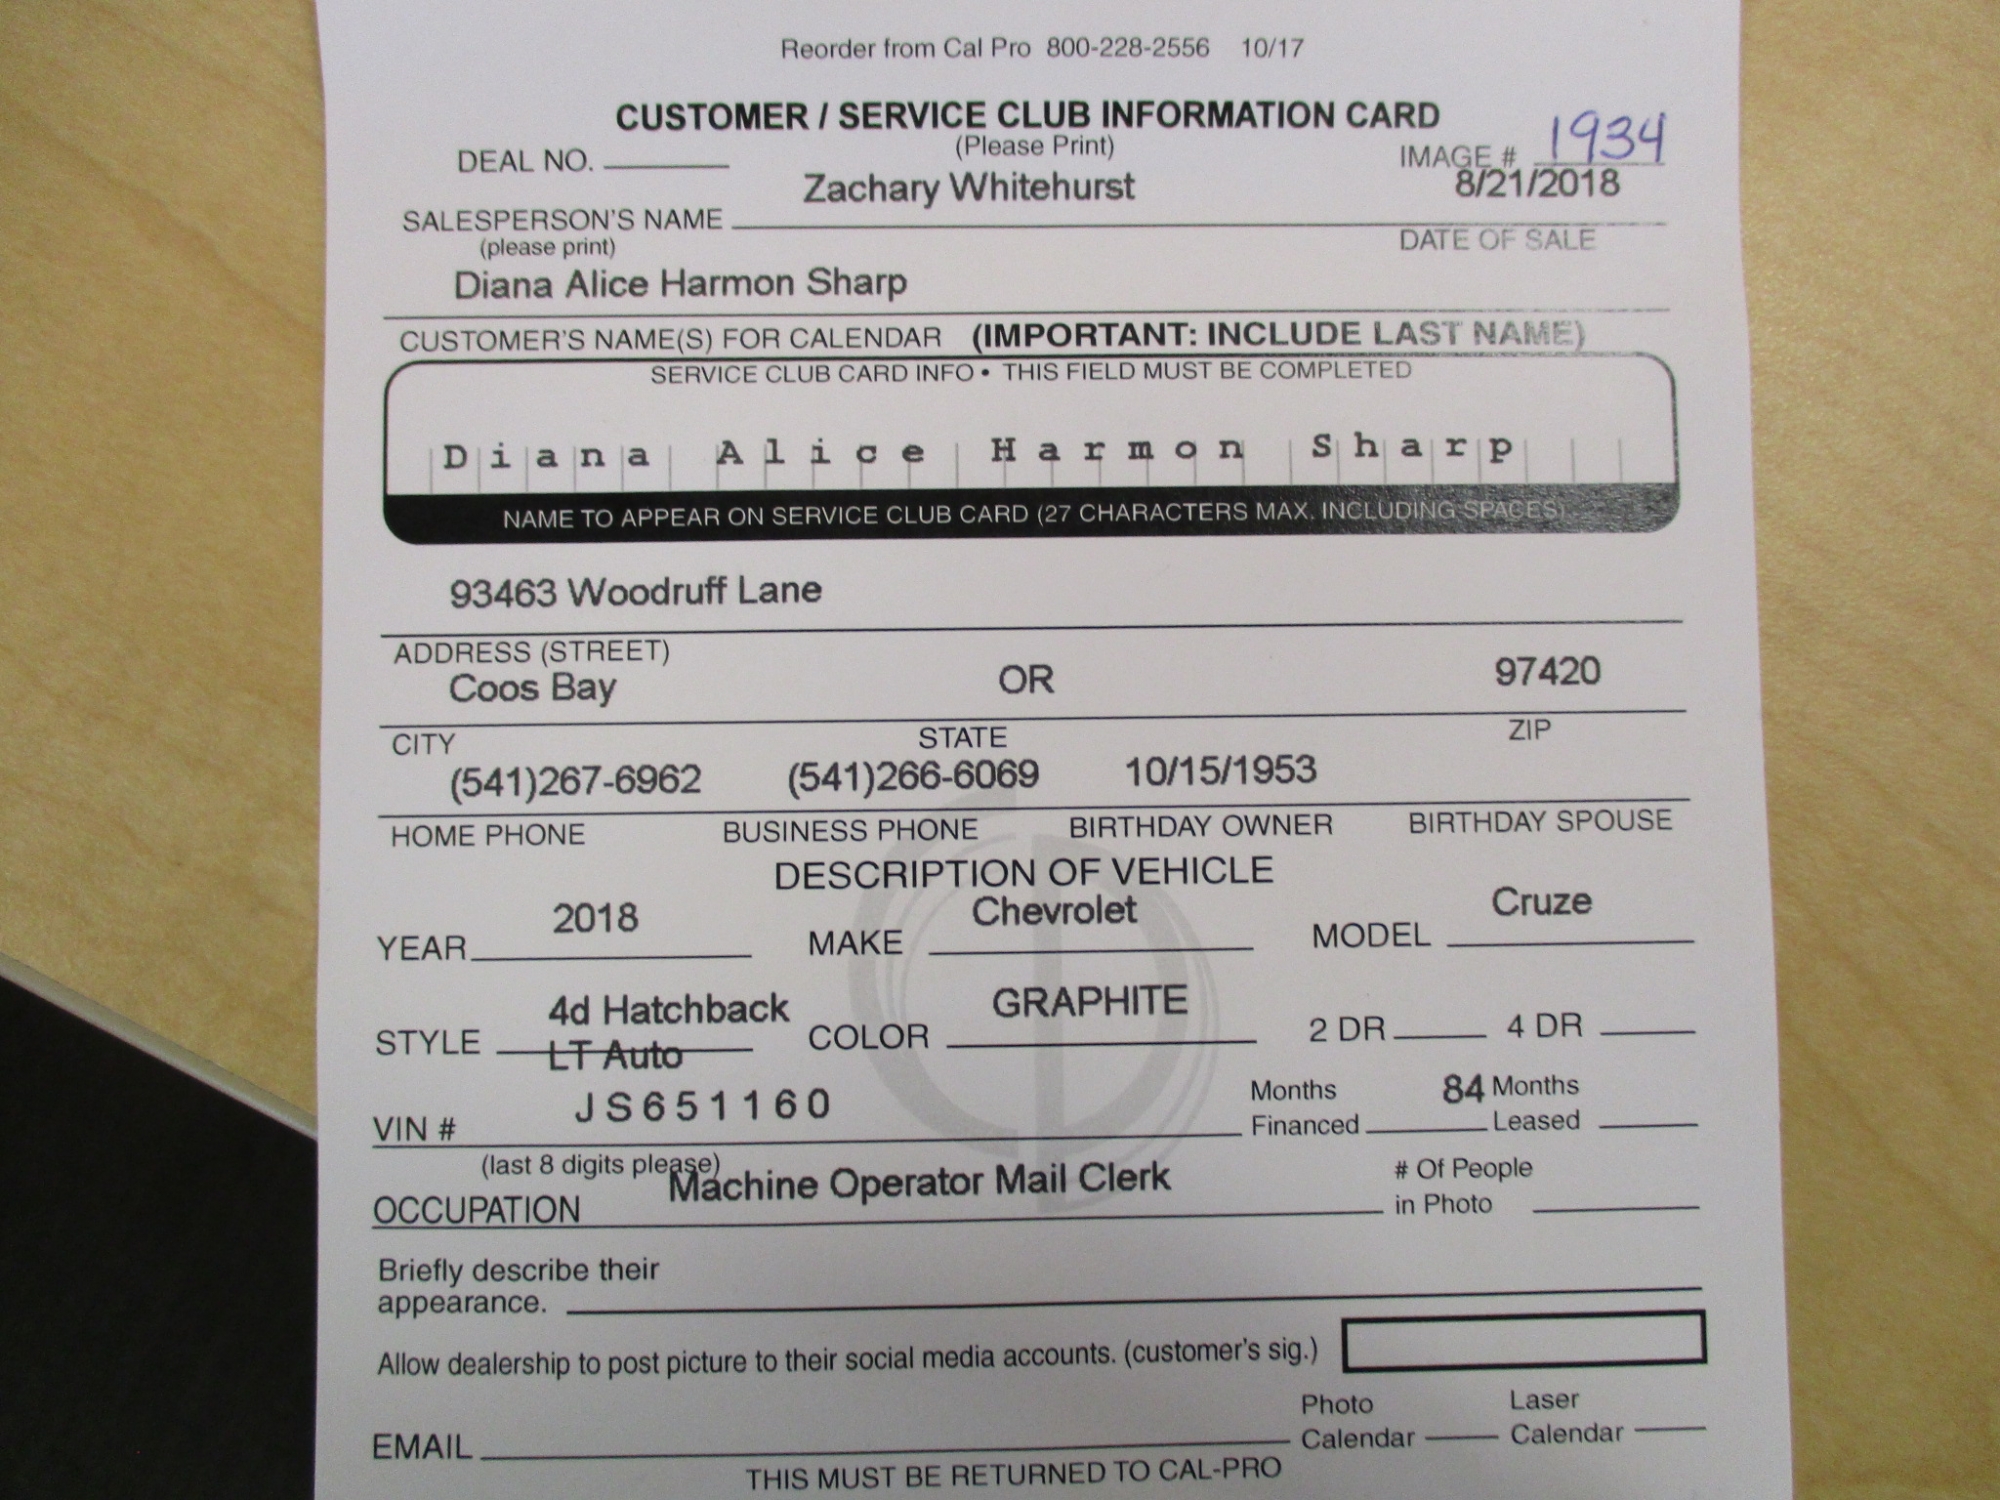 Reorder from Cal Pro 800-228-2556 10/17
CUSTOMER / SERVICE CLUB INFORMATION CARD
(Please Print)
DEAL NO.
IMAGE # 1934
Zachary Whitehurst
8/21/2018
SALESPERSON'S NAME
(please print)
DATE OF SALE
Diana Alice Harmon Sharp
CUSTOMER'S NAME(S) FOR CALENDAR (IMPORTANT: INCLUDE LAST NAME)
SERVICE CLUB CARD INFO • THIS FIELD MUST BE COMPLETED
Diana Alice Harmon Sharp
NAME TO APPEAR ON SERVICE CLUB CARD (27 CHARACTERS MAX. INCLUDING SPACES)
93463 Woodruff Lane
ADDRESS (STREET)
Coos Bay OR 97420
CITY STATE ZIP
(541)267-6962 (541)266-6069 10/15/1953
HOME PHONE BUSINESS PHONE BIRTHDAY OWNER BIRTHDAY SPOUSE
DESCRIPTION OF VEHICLE
2018 Chevrolet Cruze
YEAR MAKE MODEL
4d Hatchback GRAPHITE
STYLE COLOR 2 DR 4 DR
LT Auto
JS651160 Months 84 Months
VIN # Financed Leased
(last 8 digits please)
Machine Operator Mail Clerk # Of People
OCCUPATION in Photo
Briefly describe their
appearance.
Allow dealership to post picture to their social media accounts. (customer's sig.)
Photo Laser
EMAIL Calendar Calendar
THIS MUST BE RETURNED TO CAL-PRO